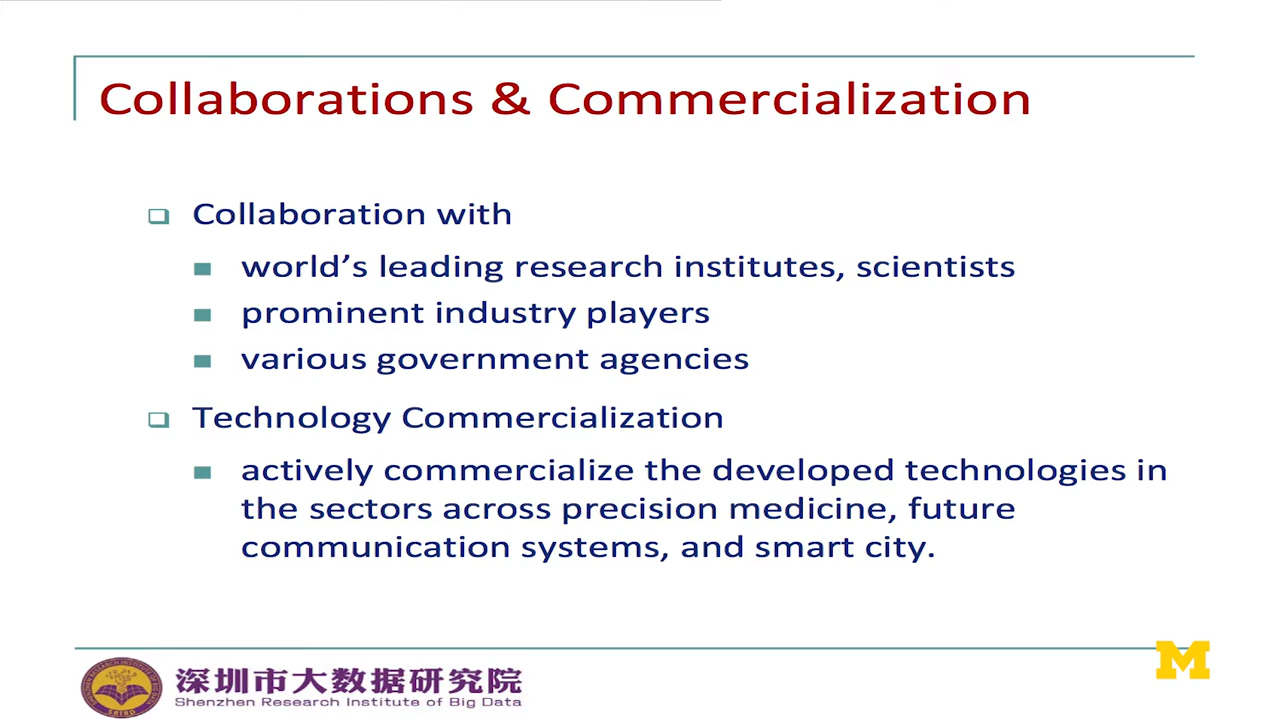 Collaborations & Commercialization
Collaboration with
world’s leading research institutes, scientists
prominent industry players
various government agencies
Technology Commercialization
actively commercialize the developed technologies in
the sectors across precision medicine, future
communication systems, and smart city.
深圳市大数据研究院
Shenzhen Research Institute of Big Data
M